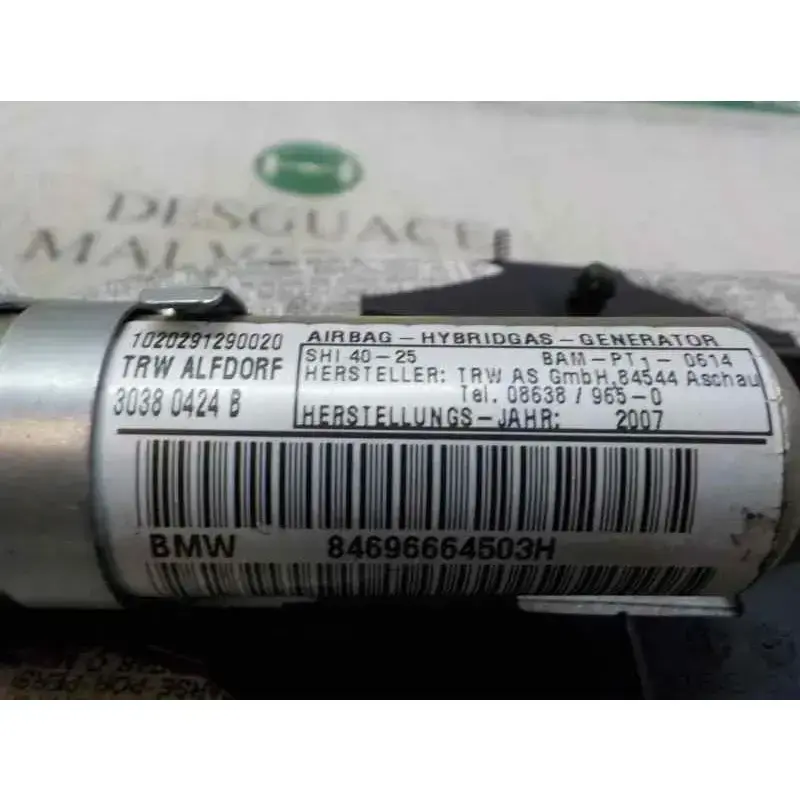 DESGUACE
1020291290020
TRW ALFDORF
3038 0424 B
AIRBAG - HYBRIDGAS - GENERATOR
SHI 40-25 BAM-PT1-0614
HERSTELLER: TRW AS GmbH, 84544 Aschau
Tel. 08638 / 965-0
HERSTELLUNGS-JAHR: 2007
BMW 84696664503H